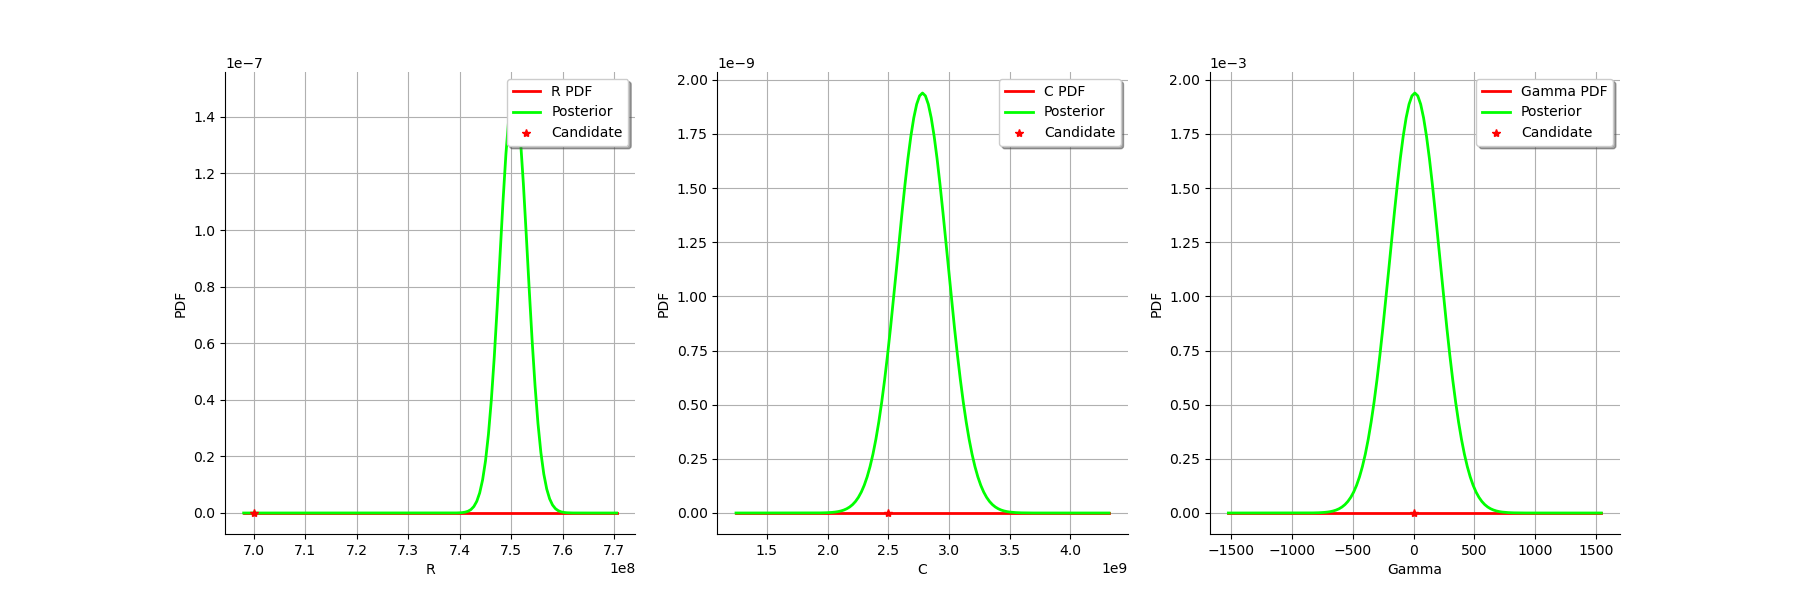 1e−7
R PDF
Posterior
Candidate
1.4
1.2
1.0
0.8
0.6
0.4
0.2
0.0
PDF
7.0 7.1 7.2 7.3 7.4 7.5 7.6 7.7
R
1e8
1e−9
C PDF
Posterior
Candidate
2.00
1.75
1.50
1.25
1.00
0.75
0.50
0.25
0.00
PDF
1.5 2.0 2.5 3.0 3.5 4.0
C
1e9
1e−3
Gamma PDF
Posterior
Candidate
2.00
1.75
1.50
1.25
1.00
0.75
0.50
0.25
0.00
PDF
−1500 −1000 −500 0 500 1000 1500
Gamma